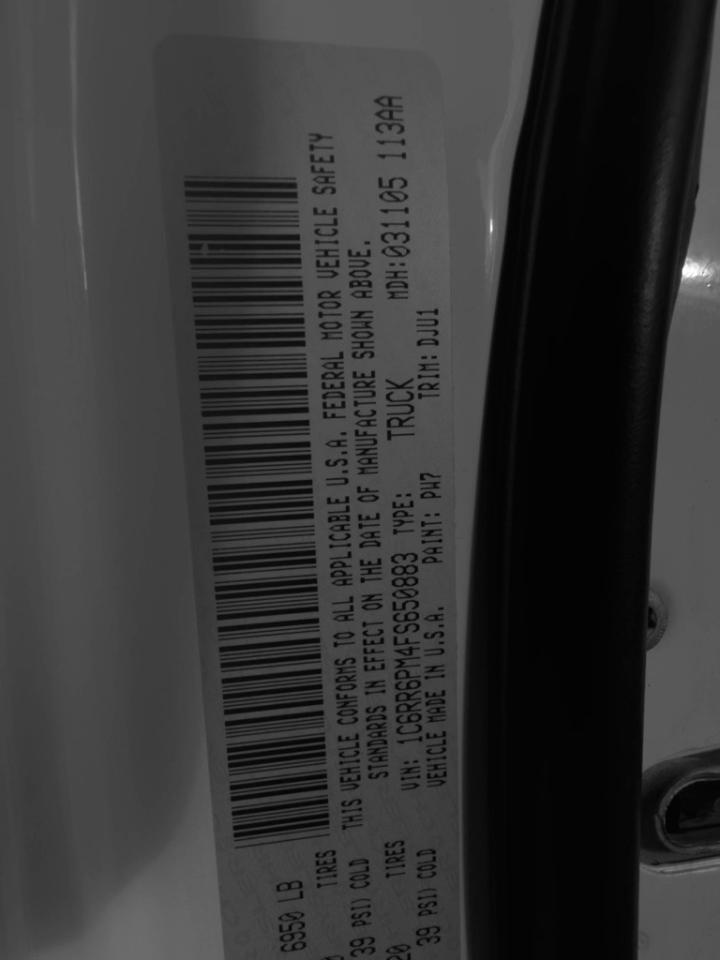 6950 LB
TIRES
39 PSI) COLD
TIRES
39 PSI) COLD
THIS VEHICLE CONFORMS TO ALL APPLICABLE U.S.A. FEDERAL MOTOR VEHICLE SAFETY
STANDARDS IN EFFECT ON THE DATE OF MANUFACTURE SHOWN ABOVE.
VIN: 1C6RR6PM4FS650883 TYPE: TRUCK MDH:031105 113AA
VEHICLE MADE IN U.S.A. PAINT: PW7 TRIM: DJU1